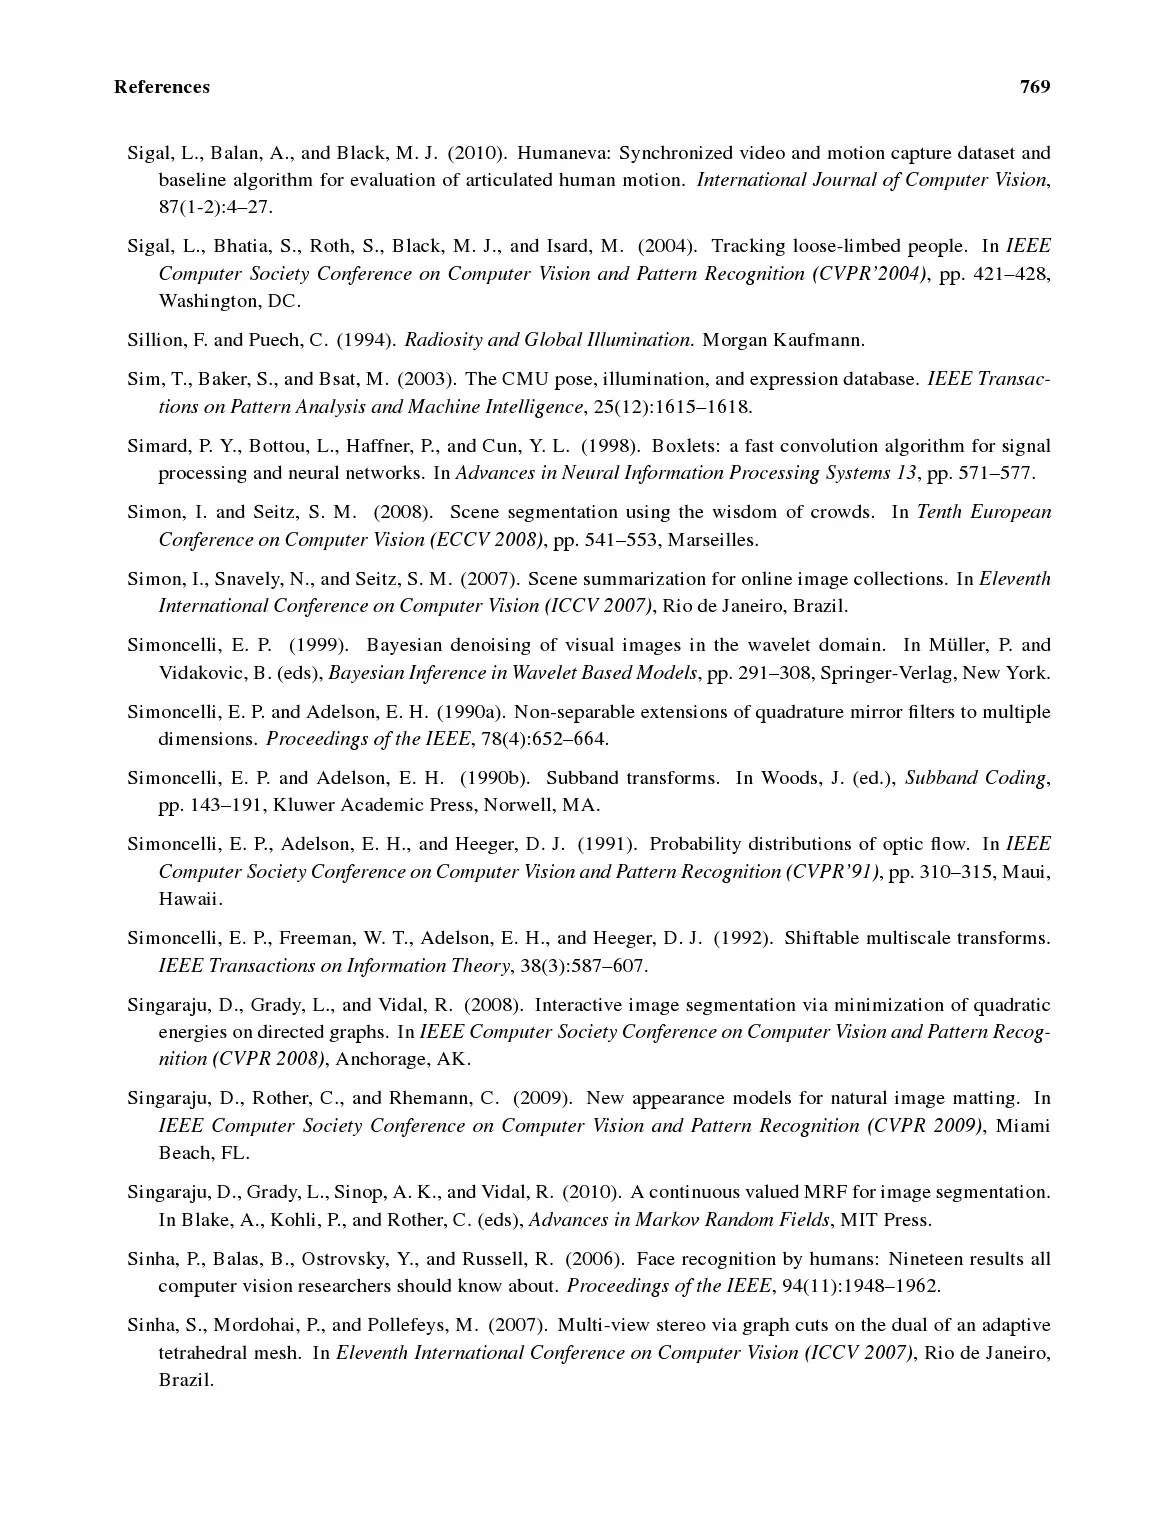 References 769
Sigal, L., Balan, A., and Black, M. J. (2010). Humaneva: Synchronized video and motion capture dataset and
baseline algorithm for evaluation of articulated human motion. International Journal of Computer Vision,
87(1-2):4–27.
Sigal, L., Bhatia, S., Roth, S., Black, M. J., and Isard, M. (2004). Tracking loose-limbed people. In IEEE
Computer Society Conference on Computer Vision and Pattern Recognition (CVPR’2004), pp. 421–428,
Washington, DC.
Sillion, F. and Puech, C. (1994). Radiosity and Global Illumination. Morgan Kaufmann.
Sim, T., Baker, S., and Bsat, M. (2003). The CMU pose, illumination, and expression database. IEEE Transac-
tions on Pattern Analysis and Machine Intelligence, 25(12):1615–1618.
Simard, P. Y., Bottou, L., Haffner, P., and Cun, Y. L. (1998). Boxlets: a fast convolution algorithm for signal
processing and neural networks. In Advances in Neural Information Processing Systems 13, pp. 571–577.
Simon, I. and Seitz, S. M. (2008). Scene segmentation using the wisdom of crowds. In Tenth European
Conference on Computer Vision (ECCV 2008), pp. 541–553, Marseilles.
Simon, I., Snavely, N., and Seitz, S. M. (2007). Scene summarization for online image collections. In Eleventh
International Conference on Computer Vision (ICCV 2007), Rio de Janeiro, Brazil.
Simoncelli, E. P. (1999). Bayesian denoising of visual images in the wavelet domain. In Müller, P. and
Vidakovic, B. (eds), Bayesian Inference in Wavelet Based Models, pp. 291–308, Springer-Verlag, New York.
Simoncelli, E. P. and Adelson, E. H. (1990a). Non-separable extensions of quadrature mirror filters to multiple
dimensions. Proceedings of the IEEE, 78(4):652–664.
Simoncelli, E. P. and Adelson, E. H. (1990b). Subband transforms. In Woods, J. (ed.), Subband Coding,
pp. 143–191, Kluwer Academic Press, Norwell, MA.
Simoncelli, E. P., Adelson, E. H., and Heeger, D. J. (1991). Probability distributions of optic flow. In IEEE
Computer Society Conference on Computer Vision and Pattern Recognition (CVPR’91), pp. 310–315, Maui,
Hawaii.
Simoncelli, E. P., Freeman, W. T., Adelson, E. H., and Heeger, D. J. (1992). Shiftable multiscale transforms.
IEEE Transactions on Information Theory, 38(3):587–607.
Singaraju, D., Grady, L., and Vidal, R. (2008). Interactive image segmentation via minimization of quadratic
energies on directed graphs. In IEEE Computer Society Conference on Computer Vision and Pattern Recog-
nition (CVPR 2008), Anchorage, AK.
Singaraju, D., Rother, C., and Rhemann, C. (2009). New appearance models for natural image matting. In
IEEE Computer Society Conference on Computer Vision and Pattern Recognition (CVPR 2009), Miami
Beach, FL.
Singaraju, D., Grady, L., Sinop, A. K., and Vidal, R. (2010). A continuous valued MRF for image segmentation.
In Blake, A., Kohli, P., and Rother, C. (eds), Advances in Markov Random Fields, MIT Press.
Sinha, P., Balas, B., Ostrovsky, Y., and Russell, R. (2006). Face recognition by humans: Nineteen results all
computer vision researchers should know about. Proceedings of the IEEE, 94(11):1948–1962.
Sinha, S., Mordohai, P., and Pollefeys, M. (2007). Multi-view stereo via graph cuts on the dual of an adaptive
tetrahedral mesh. In Eleventh International Conference on Computer Vision (ICCV 2007), Rio de Janeiro,
Brazil.